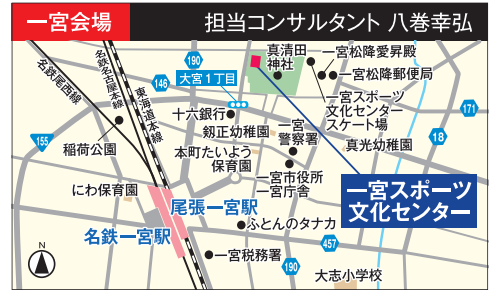 一宮会場
担当コンサルタント 八巻幸弘
190
真清田
神社
一宮松隆愛昇殿
一宮松隆郵便局
名鉄尾西線
名鉄名古屋本線
東海道本線
146
大宮1丁目
一宮スポーツ
文化センター
スケート場
171
十六銀行
剱正幼稚園
一宮
警察署
真光幼稚園
18
155
稲荷公園
本町たいよう
保育園
一宮市役所
一宮庁舎
一宮スポーツ
文化センター
にわ保育園
尾張一宮駅
名鉄一宮駅
ふとんのタナカ
457
N
一宮税務署
190
大志小学校